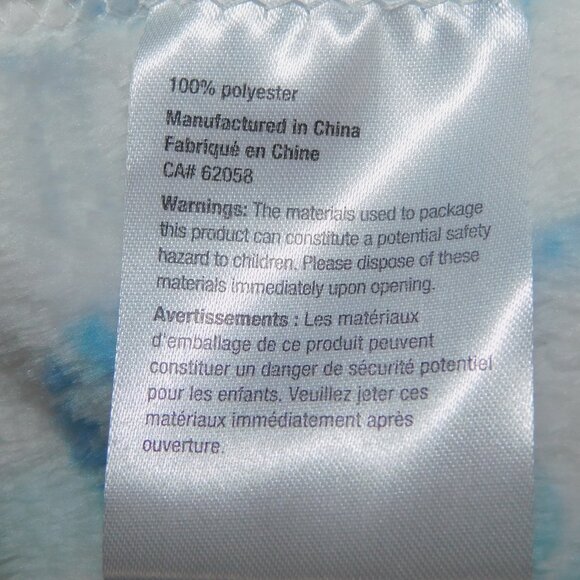 100% polyester
Manufactured in China
Fabriqué en Chine
CA# 62058
Warnings: The materials used to package
this product can constitute a potential safety
hazard to children. Please dispose of these
materials immediately upon opening.
Avertissements : Les matériaux
d'emballage de ce produit peuvent
constituer un danger de sécurité potentiel
pour les enfants. Veuillez jeter ces
matériaux immédiatement après
ouverture.